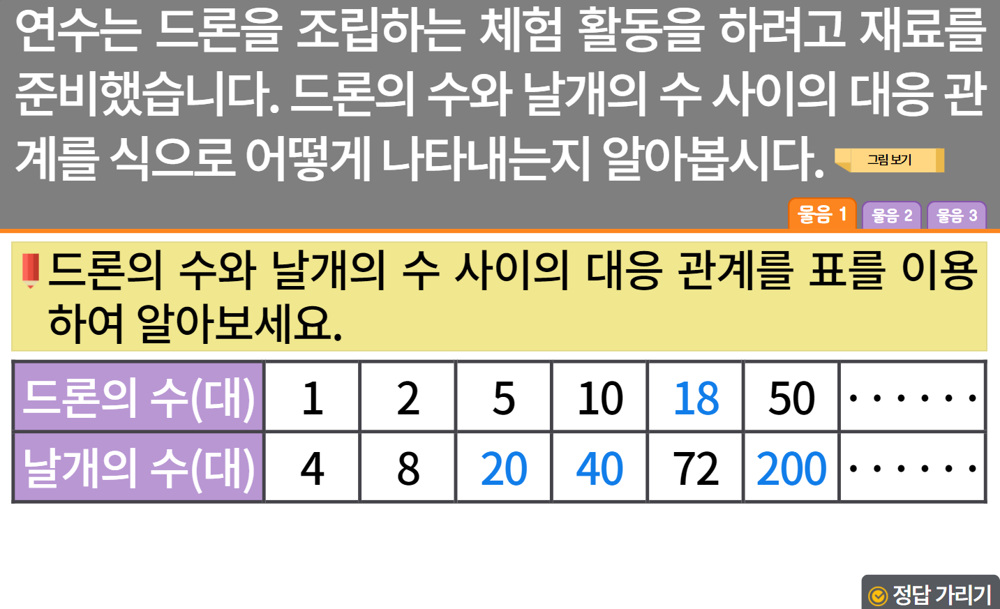 연수는 드론을 조립하는 체험 활동을 하려고 재료를
준비했습니다. 드론의 수와 날개의 수 사이의 대응 관
계를 식으로 어떻게 나타내는지 알아봅시다. 그림 보기
물음 1 물음 2 물음 3
드론의 수와 날개의 수 사이의 대응 관계를 표를 이용
하여 알아보세요.
드론의 수(대) 1 2 5 10 18 50 ······
날개의 수(대) 4 8 20 40 72 200 ······
정답 가리기